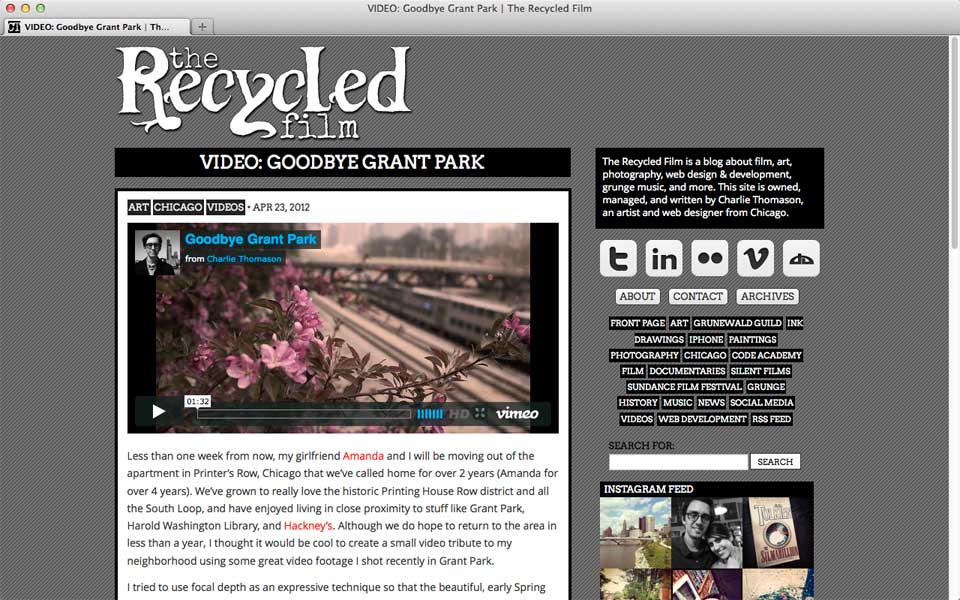 VIDEO: Goodbye Grant Park | The Recycled Film
VIDEO: Goodbye Grant Park | Th...
the
Recycled
film
VIDEO: GOODBYE GRANT PARK
ART CHICAGO VIDEOS • APR 23, 2012
Goodbye Grant Park
from Charlie Thomason
01:32
HD vimeo
Less than one week from now, my girlfriend Amanda and I will be moving out of the
apartment in Printer's Row, Chicago that we've called home for over 2 years (Amanda for
over 4 years). We've grown to really love the historic Printing House Row district and all
the South Loop, and have enjoyed living in close proximity to stuff like Grant Park,
Harold Washington Library, and Hackney's. Although we do hope to return to the area in
less than a year, I thought it would be cool to create a small video tribute to my
neighborhood using some great video footage I shot recently in Grant Park.
I tried to use focal depth as an expressive technique so that the beautiful, early Spring
The Recycled Film is a blog about film, art,
photography, web design & development,
grunge music, and more. This site is owned,
managed, and written by Charlie Thomason,
an artist and web designer from Chicago.
ABOUT CONTACT ARCHIVES
FRONT PAGE ART GRUNEWALD GUILD INK
DRAWINGS IPHONE PAINTINGS
PHOTOGRAPHY CHICAGO CODE ACADEMY
FILM DOCUMENTARIES SILENT FILMS
SUNDANCE FILM FESTIVAL GRUNGE
HISTORY MUSIC NEWS SOCIAL MEDIA
VIDEOS WEB DEVELOPMENT RSS FEED
SEARCH FOR:
SEARCH
INSTAGRAM FEED
TOLKIEN
SILMARILLION